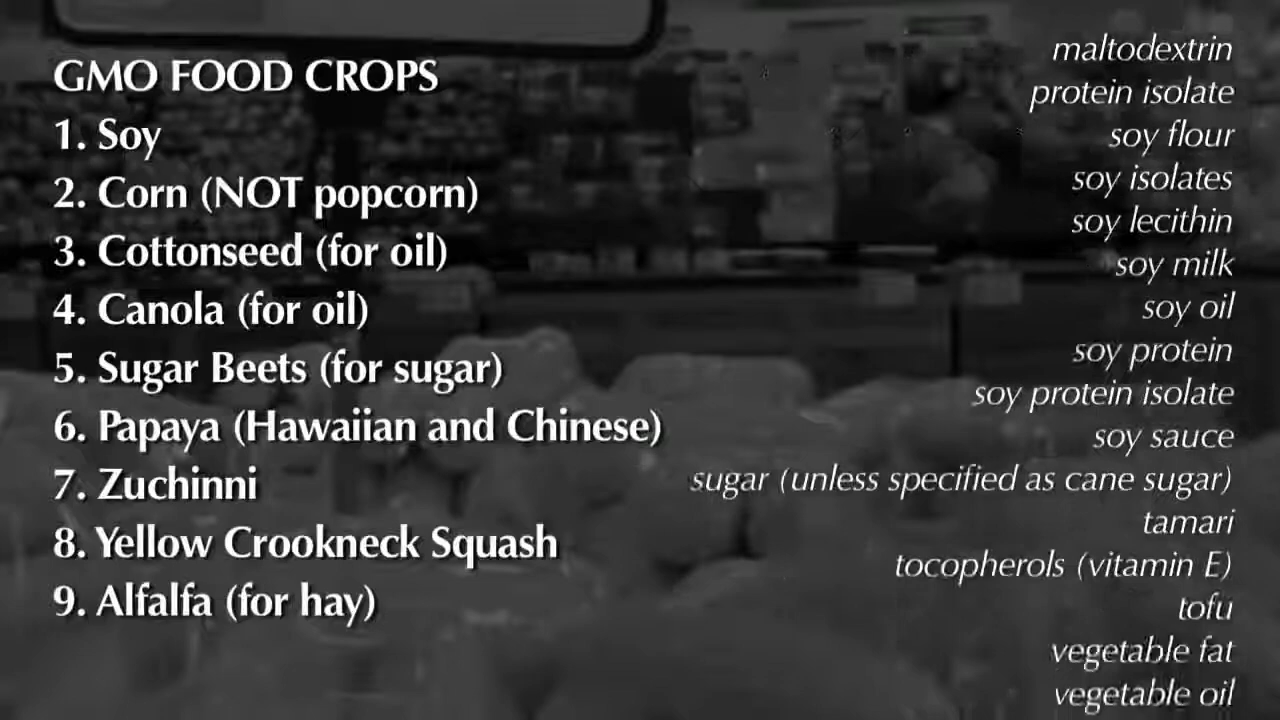 GMO FOOD CROPS
1. Soy
2. Corn (NOT popcorn)
3. Cottonseed (for oil)
4. Canola (for oil)
5. Sugar Beets (for sugar)
6. Papaya (Hawaiian and Chinese)
7. Zuchinni
8. Yellow Crookneck Squash
9. Alfalfa (for hay)
maltodextrin
protein isolate
soy flour
soy isolates
soy lecithin
soy milk
soy oil
soy protein
soy protein isolate
soy sauce
sugar (unless specified as cane sugar)
tamari
tocopherols (vitamin E)
tofu
vegetable fat
vegetable oil